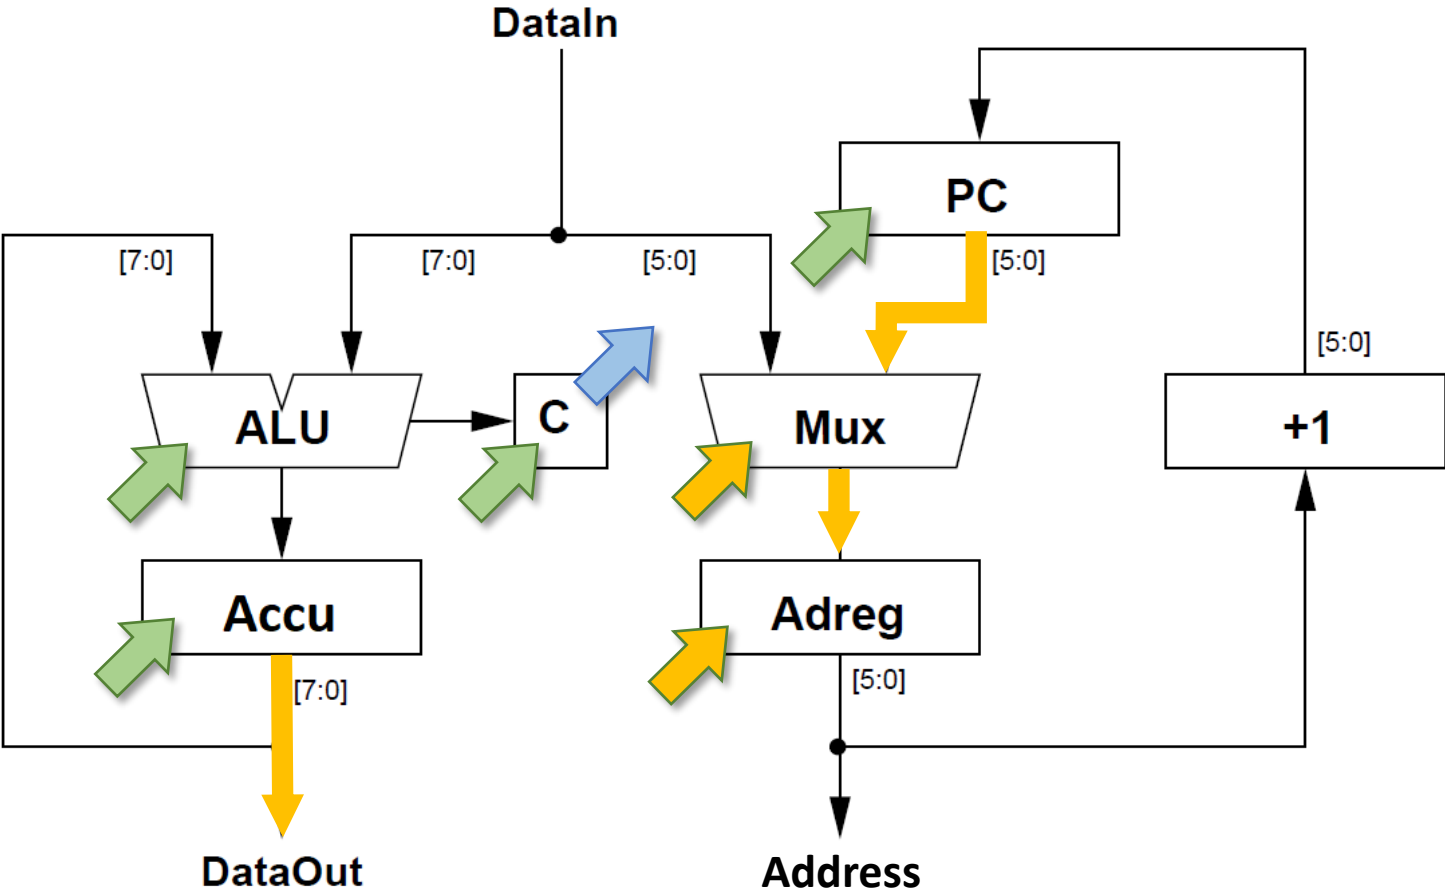 DataIn
PC
[7:0]
[7:0]
[5:0]
[5:0]
[5:0]
ALU
C
Mux
+1
Accu
Adreg
[7:0]
[5:0]
DataOut
Address